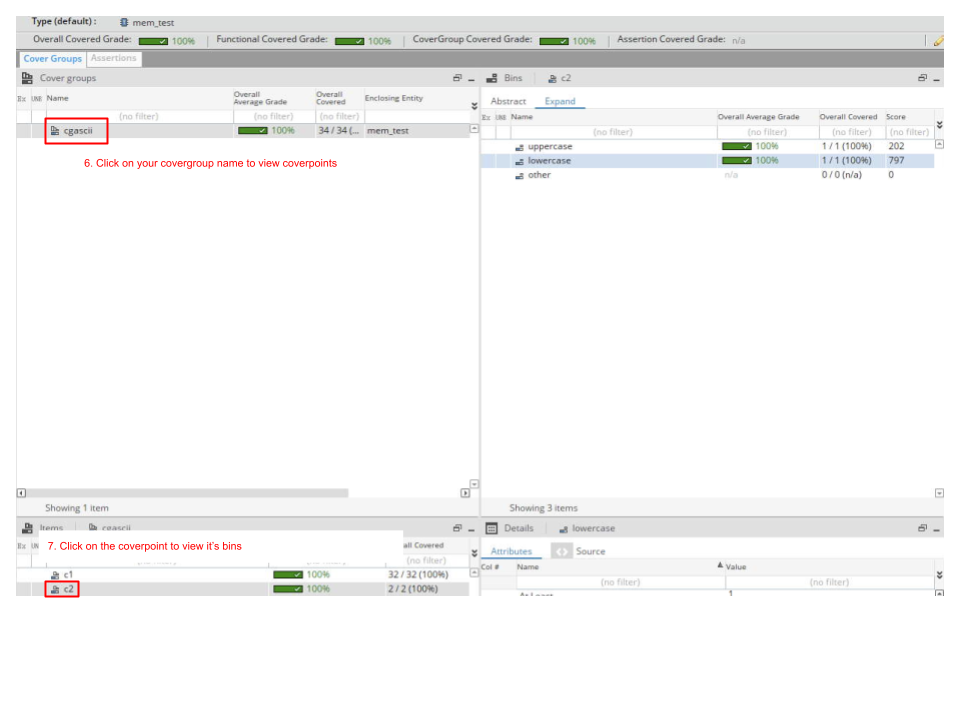 Type (default) : mem_test
Overall Covered Grade: 100% Functional Covered Grade: 100% CoverGroup Covered Grade: 100% Assertion Covered Grade: n/a
Cover Groups Assertions
Cover groups
Ex UNR Name Overall Average Grade Overall Covered Enclosing Entity
(no filter) (no filter) (no filter)
cgascii 100% 34 / 34 (... mem_test
6. Click on your covergroup name to view coverpoints
Showing 1 item
Bins c2
Abstract Expand
Ex UNR Name Overall Average Grade Overall Covered Score
(no filter) (no filter) (no filter) (no filter)
uppercase 100% 1 / 1 (100%) 202
lowercase 100% 1 / 1 (100%) 797
other n/a 0 / 0 (n/a) 0
Showing 3 items
Items cgascii
7. Click on the coverpoint to view it's bins
Ex all Covered
(no filter)
c1 100% 32 / 32 (100%)
c2 100% 2 / 2 (100%)
Details lowercase
Attributes Source
Col # Name Value
(no filter) (no filter)
1